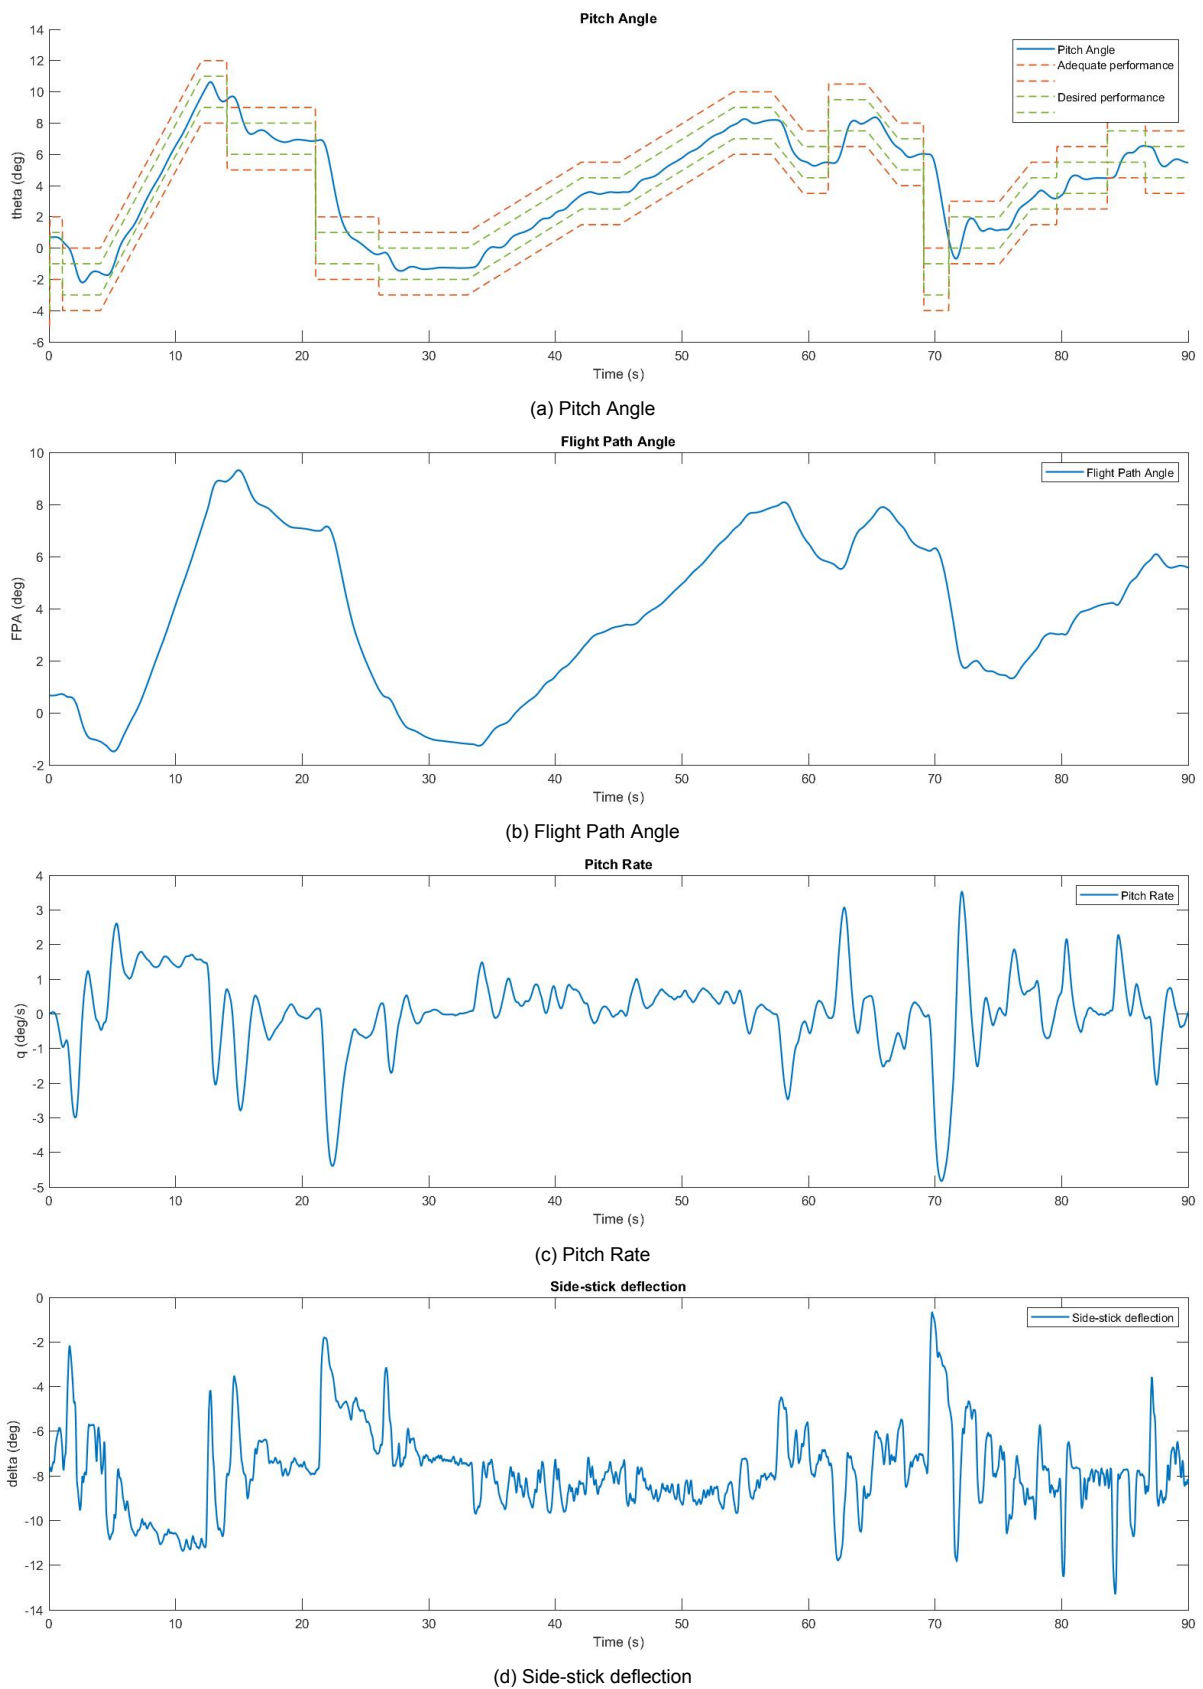 Pitch Angle
14
12
10
8
6
4
2
0
-2
-4
-6
theta (deg)
Pitch Angle
Adequate performance
Desired performance
0 10 20 30 40 50 60 70 80 90
Time (s)
(a) Pitch Angle
Flight Path Angle
10
8
6
4
2
0
-2
FPA (deg)
Flight Path Angle
0 10 20 30 40 50 60 70 80 90
Time (s)
(b) Flight Path Angle
Pitch Rate
4
3
2
1
0
-1
-2
-3
-4
-5
q (deg/s)
Pitch Rate
0 10 20 30 40 50 60 70 80 90
Time (s)
(c) Pitch Rate
Side-stick deflection
0
-2
-4
-6
-8
-10
-12
-14
delta (deg)
Side-stick deflection
0 10 20 30 40 50 60 70 80 90
Time (s)
(d) Side-stick deflection